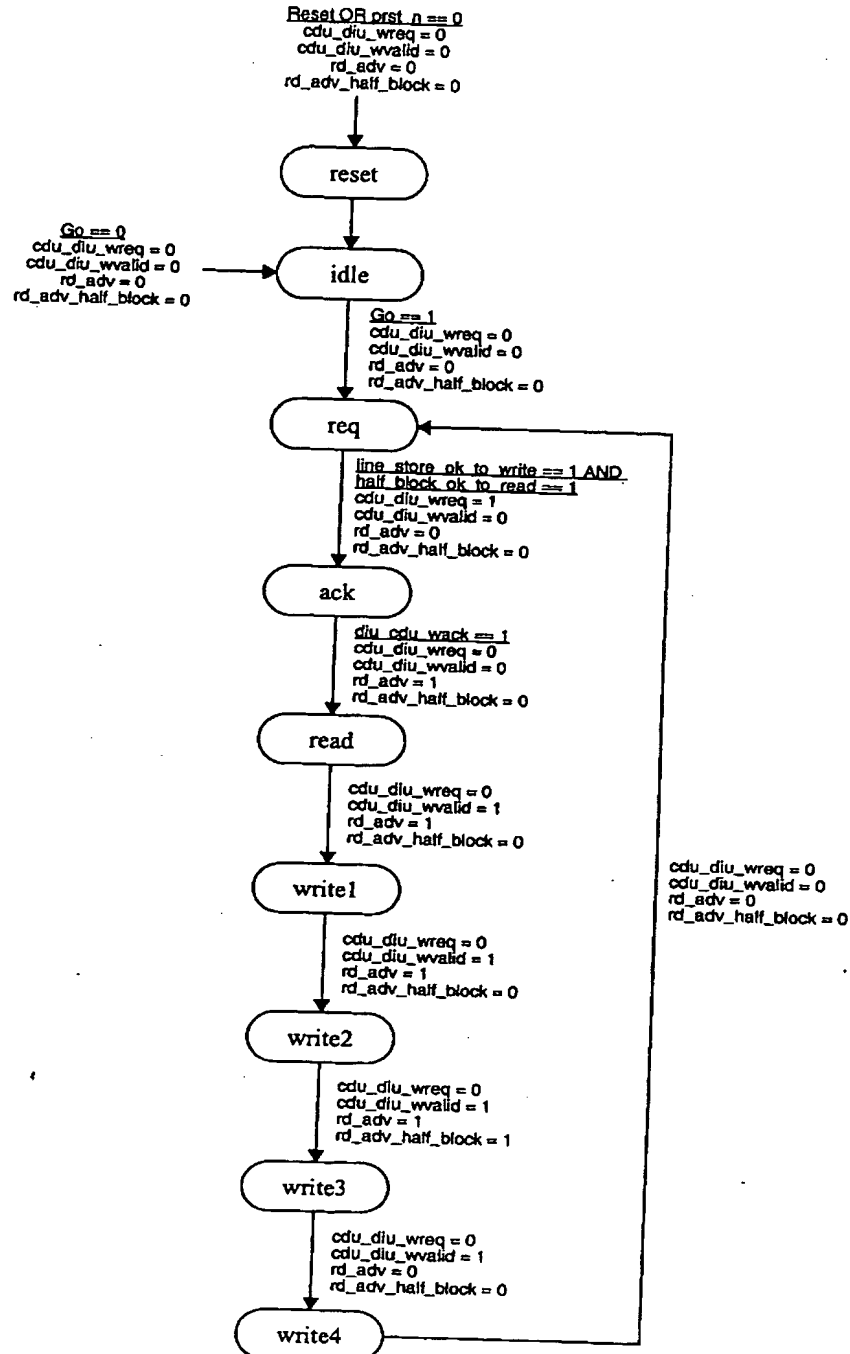 Reset OR prst_n == 0
cdu_diu_wreq = 0
cdu_diu_wvalid = 0
rd_adv = 0
rd_adv_half_block = 0
reset
Go == 0
cdu_diu_wreq = 0
cdu_diu_wvalid = 0
rd_adv = 0
rd_adv_half_block = 0
idle
Go == 1
cdu_diu_wreq = 0
cdu_diu_wvalid = 0
rd_adv = 0
rd_adv_half_block = 0
req
line_store_ok_to_write == 1 AND
half_block_ok_to_read == 1
cdu_diu_wreq = 1
cdu_diu_wvalid = 0
rd_adv = 0
rd_adv_half_block = 0
ack
diu_cdu_wack == 1
cdu_diu_wreq = 0
cdu_diu_wvalid = 0
rd_adv = 1
rd_adv_half_block = 0
read
cdu_diu_wreq = 0
cdu_diu_wvalid = 1
rd_adv = 1
rd_adv_half_block = 0
write1
cdu_diu_wreq = 0
cdu_diu_wvalid = 0
rd_adv = 0
rd_adv_half_block = 0
cdu_diu_wreq = 0
cdu_diu_wvalid = 1
rd_adv = 1
rd_adv_half_block = 0
write2
cdu_diu_wreq = 0
cdu_diu_wvalid = 1
rd_adv = 1
rd_adv_half_block = 1
write3
cdu_diu_wreq = 0
cdu_diu_wvalid = 1
rd_adv = 0
rd_adv_half_block = 0
write4